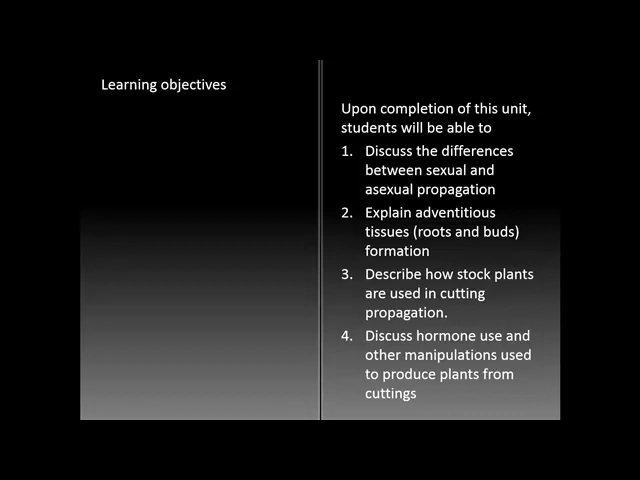 Learning objectives
Upon completion of this unit,
students will be able to
1. Discuss the differences
between sexual and
asexual propagation
2. Explain adventitious
tissues (roots and buds)
formation
3. Describe how stock plants
are used in cutting
propagation.
4. Discuss hormone use and
other manipulations used
to produce plants from
cuttings